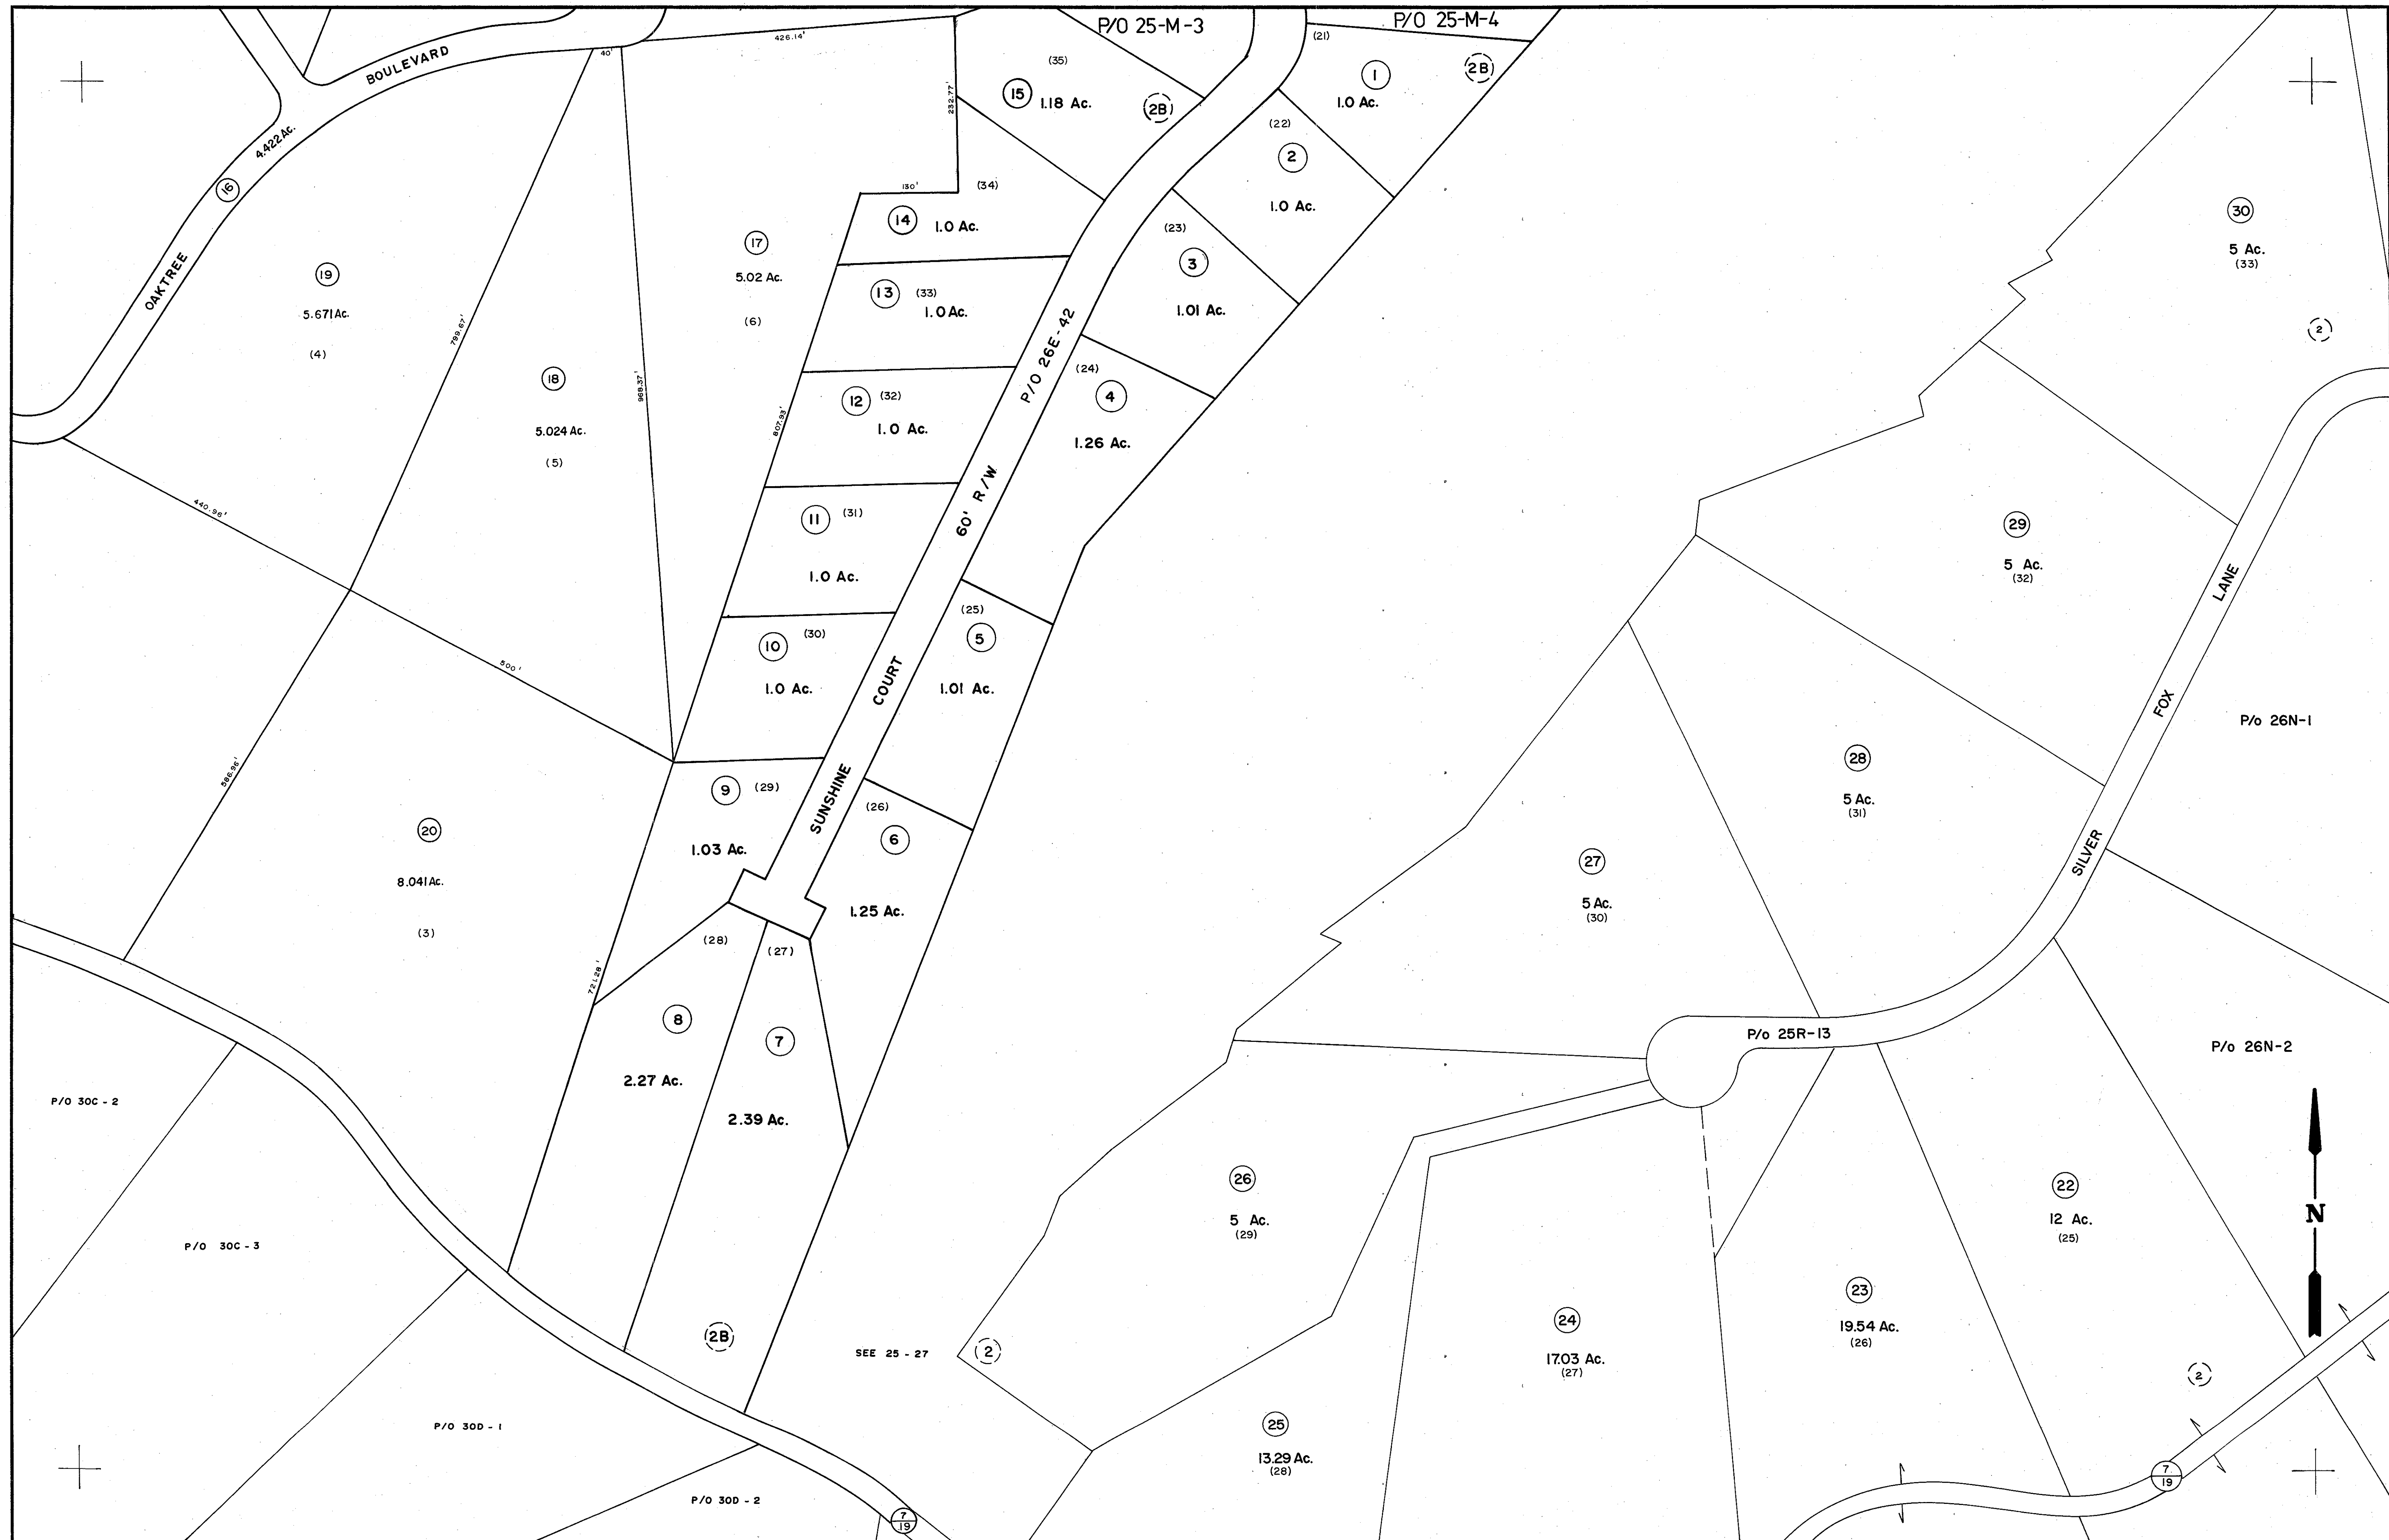 P/O 25-M-3
P/O 25-M-4
BOULEVARD
40'
426.14'
232.77'
(35)
15
1.18 Ac.
2B
(21)
1
1.0 Ac.
2B
4.422 Ac.
16
OAKTREE
(22)
2
1.0 Ac.
130'
(34)
14
1.0 Ac.
(23)
3
1.01 Ac.
30
5 Ac.
(33)
2
19
5.671 Ac.
(4)
799.67'
17
5.02 Ac.
(6)
13
(33)
1.0 Ac.
P/O 26E-42
18
5.024 Ac.
(5)
968.37'
807.93'
12
(32)
1.0 Ac.
(24)
4
1.26 Ac.
440.96'
11
(31)
1.0 Ac.
60' R/W
29
5 Ac.
(32)
500'
10
(30)
1.0 Ac.
COURT
(25)
5
1.01 Ac.
LANE
FOX
SILVER
P/o 26N-1
586.96'
9
(29)
1.03 Ac.
SUNSHINE
(26)
6
1.25 Ac.
28
5 Ac.
(31)
20
8.041 Ac.
(3)
27
5 Ac.
(30)
721.28'
(28)
8
2.27 Ac.
(27)
7
2.39 Ac.
P/o 25R-13
P/o 26N-2
P/O 30C - 2
P/O 30C - 3
26
5 Ac.
(29)
22
12 Ac.
(25)
N
23
19.54 Ac.
(26)
24
17.03 Ac.
(27)
2B
SEE 25 - 27
2
2
P/O 30D - 1
25
13.29 Ac.
(28)
P/O 30D - 2
7
19
7
19